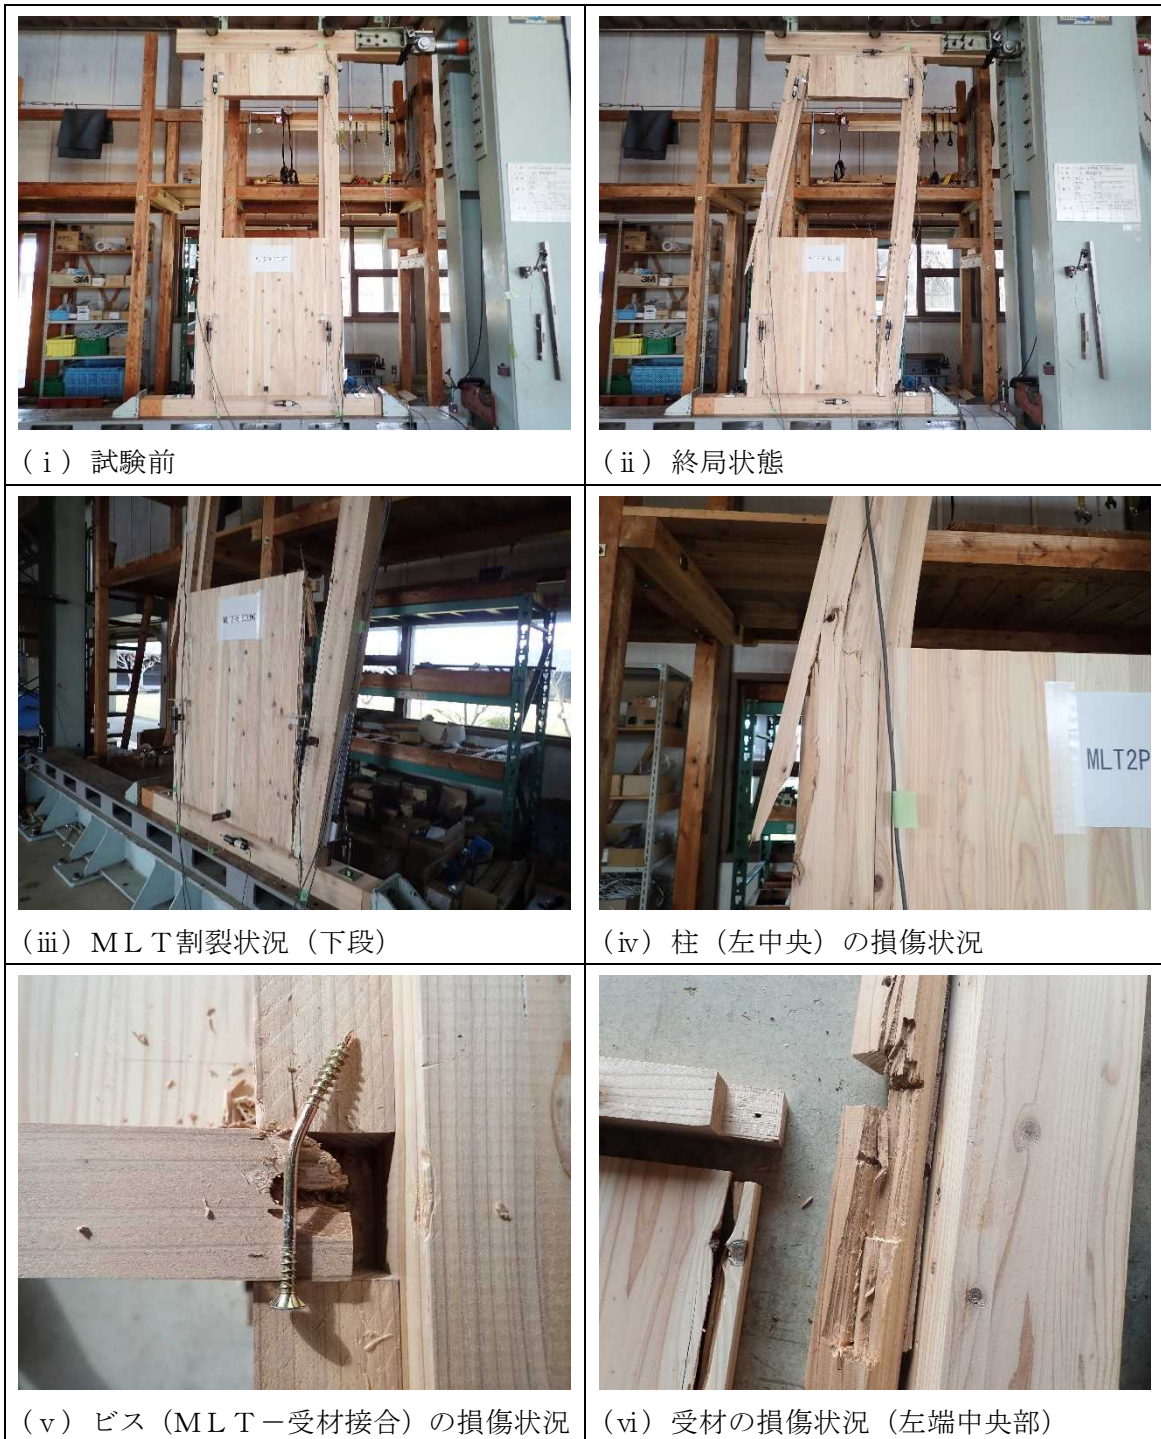 (ⅰ) 試験前
(ⅱ) 終局状態
(ⅲ) MLT割裂状況 (下段)
(ⅳ) 柱 (左中央) の損傷状況
MLT2P
3M
(ⅴ) ビス (MLT-受材接合) の損傷状況
(ⅵ) 受材の損傷状況 (左端中央部)